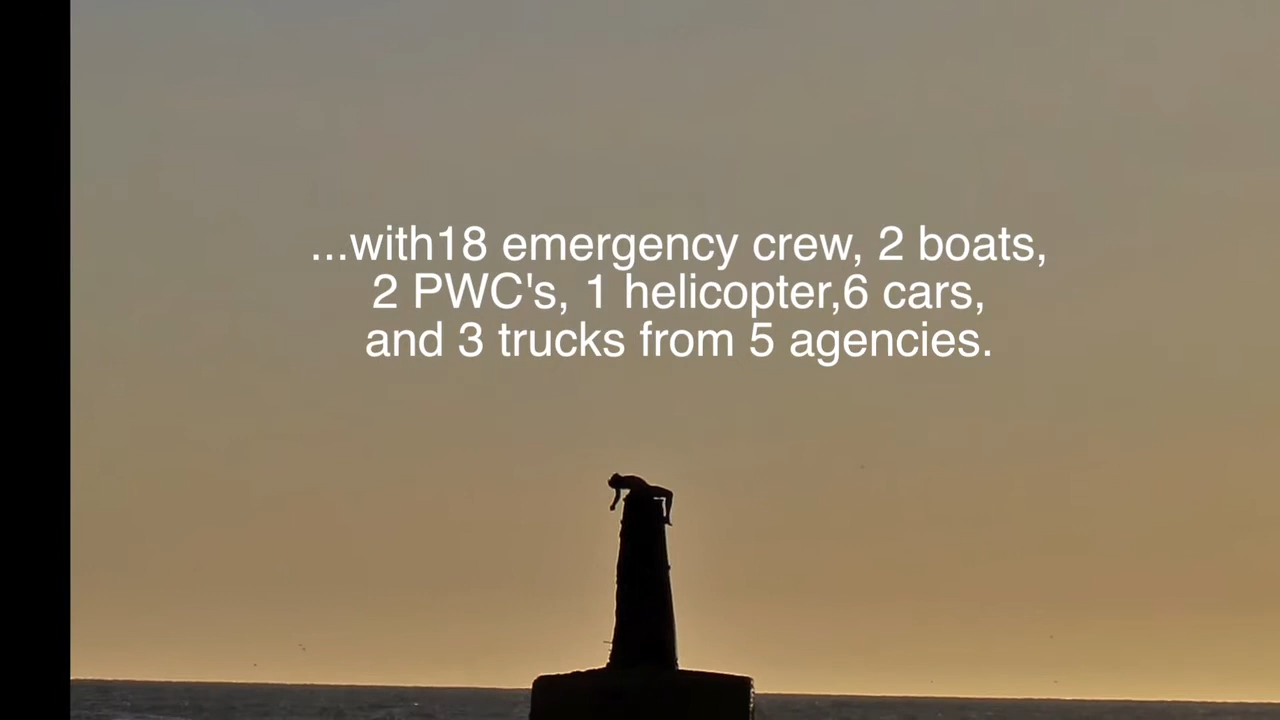 ...with18 emergency crew, 2 boats,
2 PWC's, 1 helicopter,6 cars,
and 3 trucks from 5 agencies.